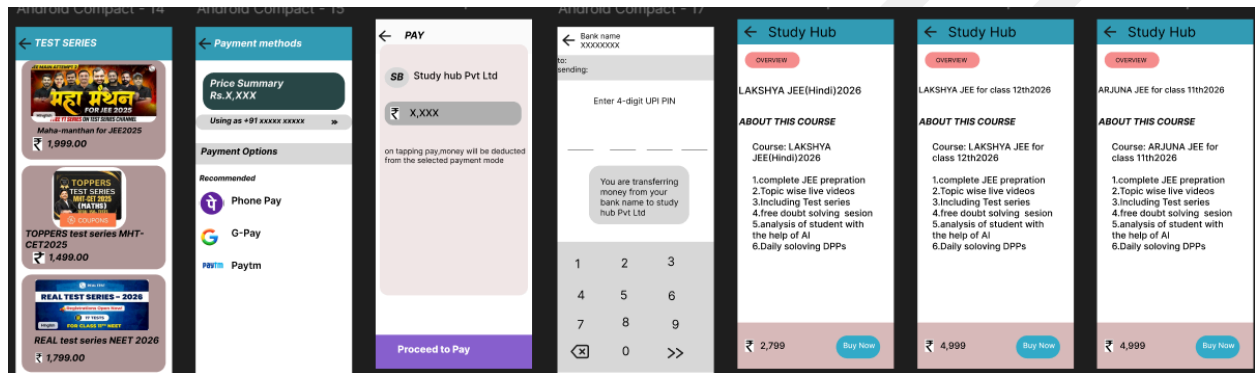 Android Compact - 14
← TEST SERIES
महा मंथन
FOR JEE 2025
Maha-manthan for JEE2025
₹ 1,999.00
TOPPERS
TEST SERIES
MHT-CET 2025
(MATHS)
COUPONS
TOPPERS test series MHT-
CET2025
₹ 1,499.00
REAL TEST SERIES - 2026
Registrations Open Now!
FOR CLASS 11TH NEET
REAL test series NEET 2026
₹ 1,799.00
Android Compact - 15
← Payment methods
Price Summary
Rs.X,XXX
Using as +91 xxxxx xxxxx »
Payment Options
Recommended
Phone Pay
G-Pay
Paytm Paytm
← PAY
SB Study hub Pvt Ltd
₹ X,XXX
on tapping pay,money will be deducted
from the selected payment mode
Proceed to Pay
Android Compact - 17
← Bank name
XXXXXXXX
to:
sending:
Enter 4-digit UPI PIN
You are transferring
money from your
bank name to study
hub Pvt Ltd
1 2 3
4 5 6
7 8 9
0 >>
← Study Hub
OVERVIEW
LAKSHYA JEE(Hindi)2026
ABOUT THIS COURSE
Course: LAKSHYA
JEE(Hindi)2026
1.complete JEE prepration
2.Topic wise live videos
3.Including Test series
4.free doubt solving sesion
5.analysis of student with
the help of AI
6.Daily soloving DPPs
₹ 2,799 Buy Now
← Study Hub
OVERVIEW
LAKSHYA JEE for class 12th2026
ABOUT THIS COURSE
Course: LAKSHYA JEE for
class 12th2026
1.complete JEE prepration
2.Topic wise live videos
3.Including Test series
4.free doubt solving sesion
5.analysis of student with
the help of AI
6.Daily soloving DPPs
₹ 4,999 Buy Now
← Study Hub
OVERVIEW
ARJUNA JEE for class 11th2026
ABOUT THIS COURSE
Course: ARJUNA JEE for
class 11th2026
1.complete JEE prepration
2.Topic wise live videos
3.Including Test series
4.free doubt solving sesion
5.analysis of student with
the help of AI
6.Daily soloving DPPs
₹ 4,999 Buy Now